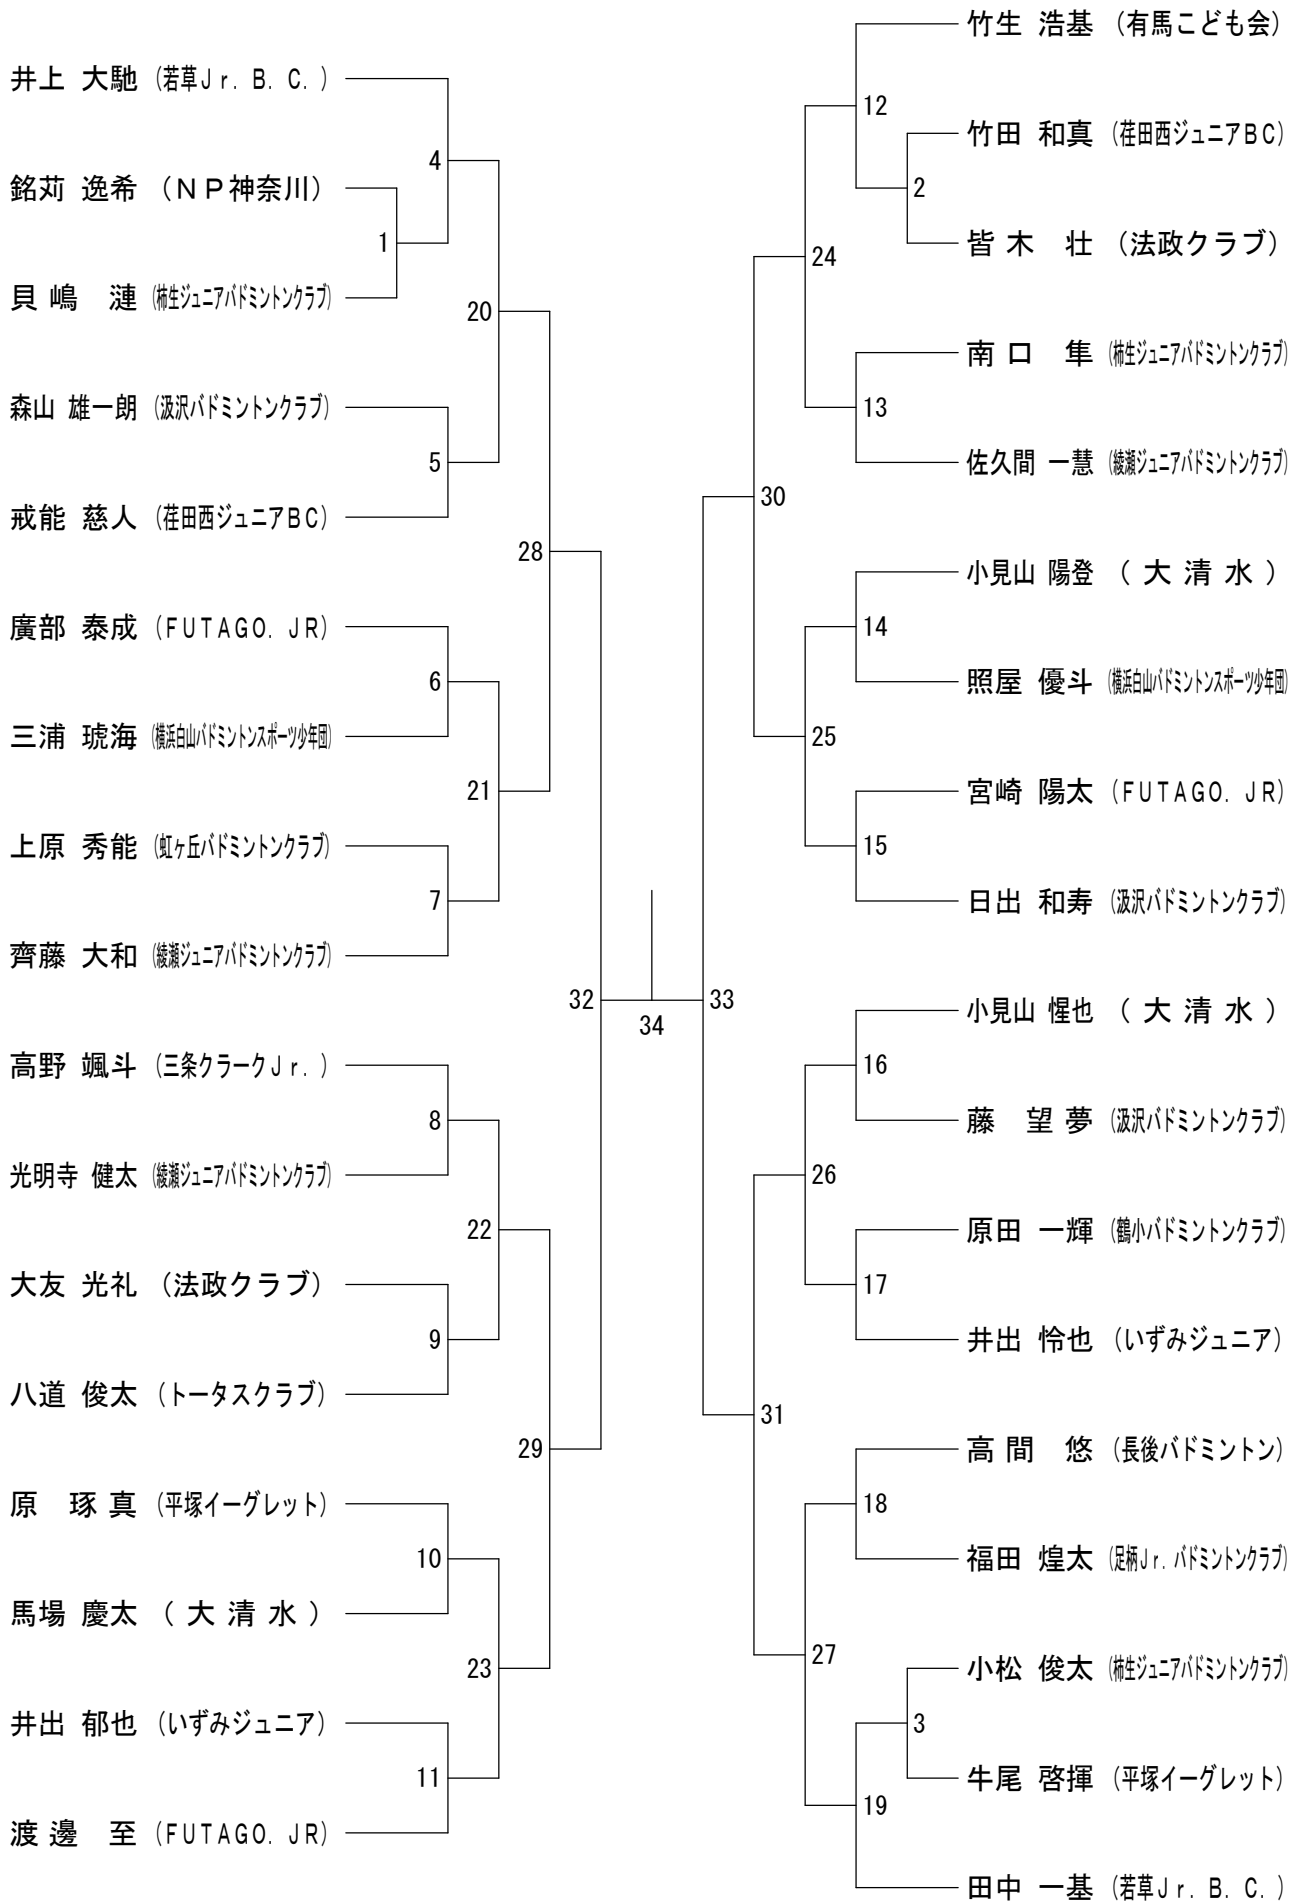 井上 大馳 (若草Jr. B. C. )
銘苅 逸希 (NP神奈川)
貝嶋 漣 (柿生ジュニアバドミントンクラブ)
森山 雄一朗 (汲沢バドミントンクラブ)
戒能 慈人 (荏田西ジュニアBC)
廣部 泰成 (FUTAGO. JR)
三浦 琥海 (横浜白山バドミントンスポーツ少年団)
上原 秀能 (虹ヶ丘バドミントンクラブ)
齊藤 大和 (綾瀬ジュニアバドミントンクラブ)
高野 颯斗 (三条クラークJr. )
光明寺 健太 (綾瀬ジュニアバドミントンクラブ)
大友 光礼 (法政クラブ)
八道 俊太 (トータスクラブ)
原 琢真 (平塚イーグレット)
馬場 慶太 (大清水)
井出 郁也 (いずみジュニア)
渡邊 至 (FUTAGO. JR)
1
4
5
6
7
8
9
10
11
20
21
22
23
28
29
32
34
33
30
31
24
25
26
27
12
13
14
15
16
17
18
19
2
3
竹生 浩基 (有馬こども会)
竹田 和真 (荏田西ジュニアBC)
皆木 壮 (法政クラブ)
南口 隼 (柿生ジュニアバドミントンクラブ)
佐久間 一慧 (綾瀬ジュニアバドミントンクラブ)
小見山 陽登 (大清水)
照屋 優斗 (横浜白山バドミントンスポーツ少年団)
宮崎 陽太 (FUTAGO. JR)
日出 和寿 (汲沢バドミントンクラブ)
小見山 惺也 (大清水)
藤 望夢 (汲沢バドミントンクラブ)
原田 一輝 (鶴小バドミントンクラブ)
井出 怜也 (いずみジュニア)
高間 悠 (長後バドミントン)
福田 煌太 (足柄Jr. バドミントンクラブ)
小松 俊太 (柿生ジュニアバドミントンクラブ)
牛尾 啓揮 (平塚イーグレット)
田中 一基 (若草Jr. B. C. )